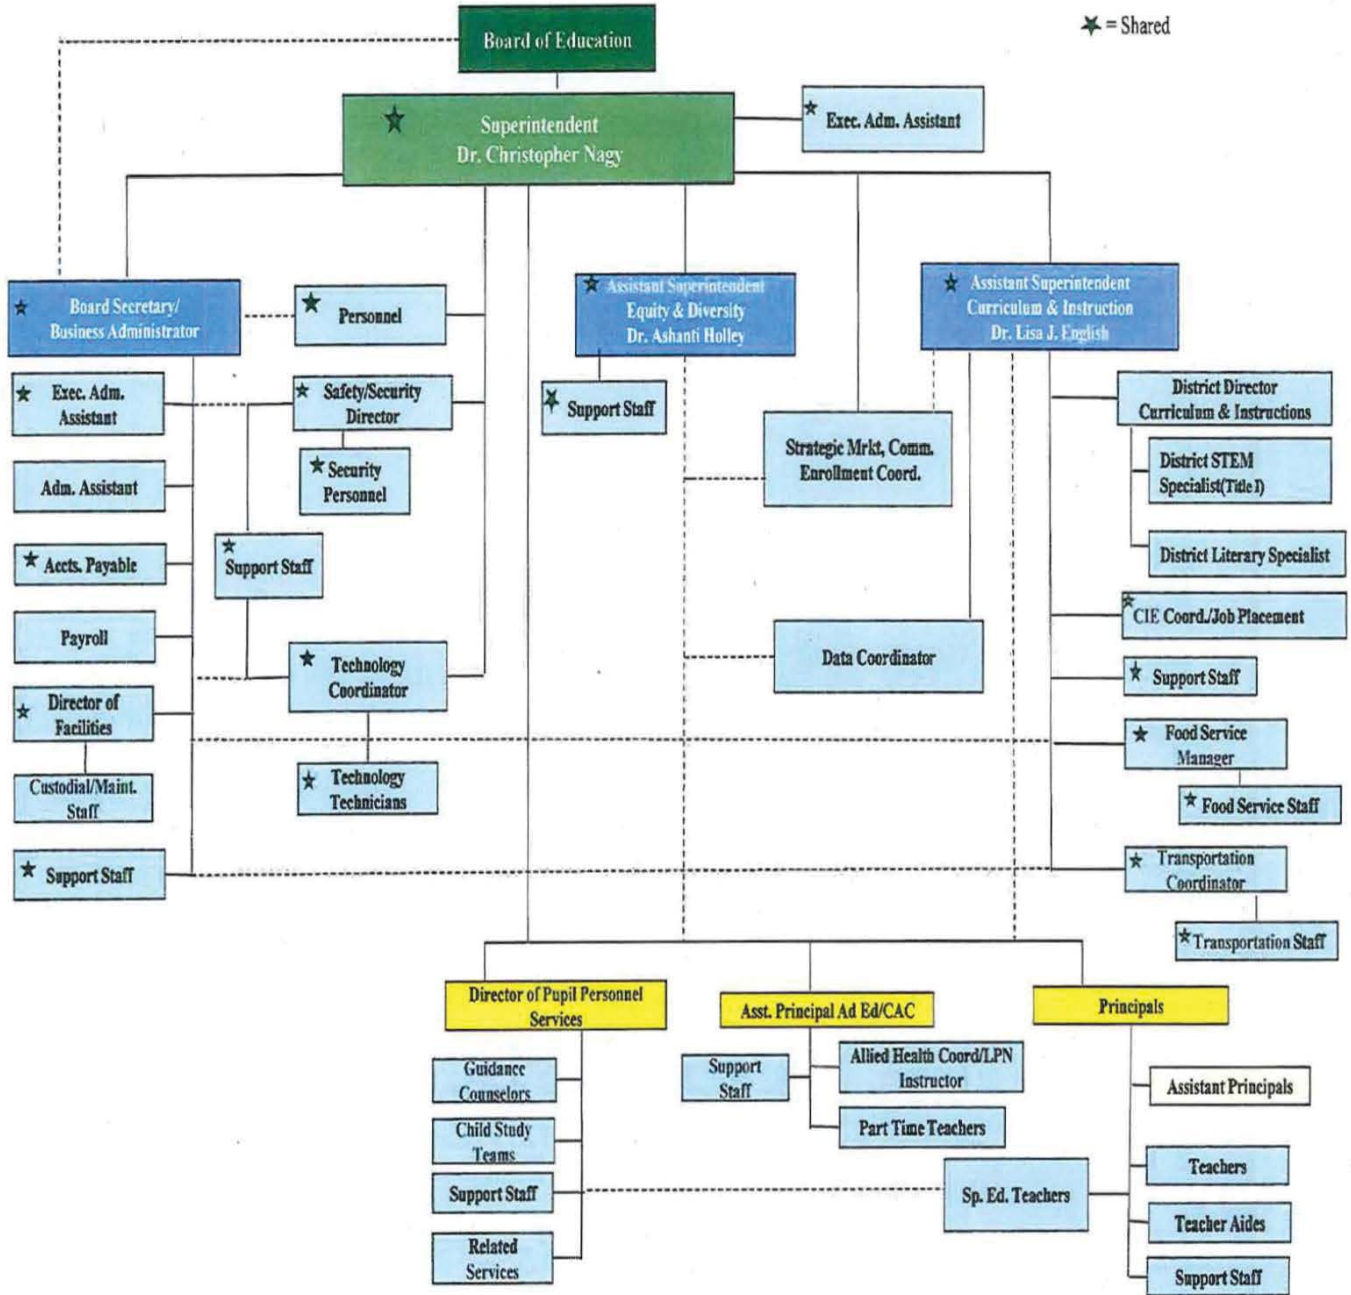 Board of Education
= Shared
Superintendent
Dr. Christopher Nagy
Exec. Adm. Assistant
Board Secretary/
Business Administrator
Personnel
Assistant Superintendent
Equity & Diversity
Dr. Ashanti Holley
Assistant Superintendent
Curriculum & Instruction
Dr. Lisa J. English
Exec. Adm.
Assistant
Safety/Security
Director
Support Staff
District Director
Curriculum & Instructions
Adm. Assistant
Security
Personnel
Strategic Mrkt, Comm.
Enrollment Coord.
District STEM
Specialist(Title I)
Accts. Payable
Support Staff
District Literary Specialist
Payroll
Technology
Coordinator
Data Coordinator
CIE Coord./Job Placement
Support Staff
Director of
Facilities
Food Service
Manager
Custodial/Maint.
Staff
Technology
Technicians
Food Service Staff
Support Staff
Transportation
Coordinator
Transportation Staff
Director of Pupil Personnel
Services
Asst. Principal Ad Ed/CAC
Principals
Guidance
Counselors
Support
Staff
Allied Health Coord/LPN
Instructor
Assistant Principals
Child Study
Teams
Part Time Teachers
Teachers
Support Staff
Sp. Ed. Teachers
Teacher Aides
Related
Services
Support Staff